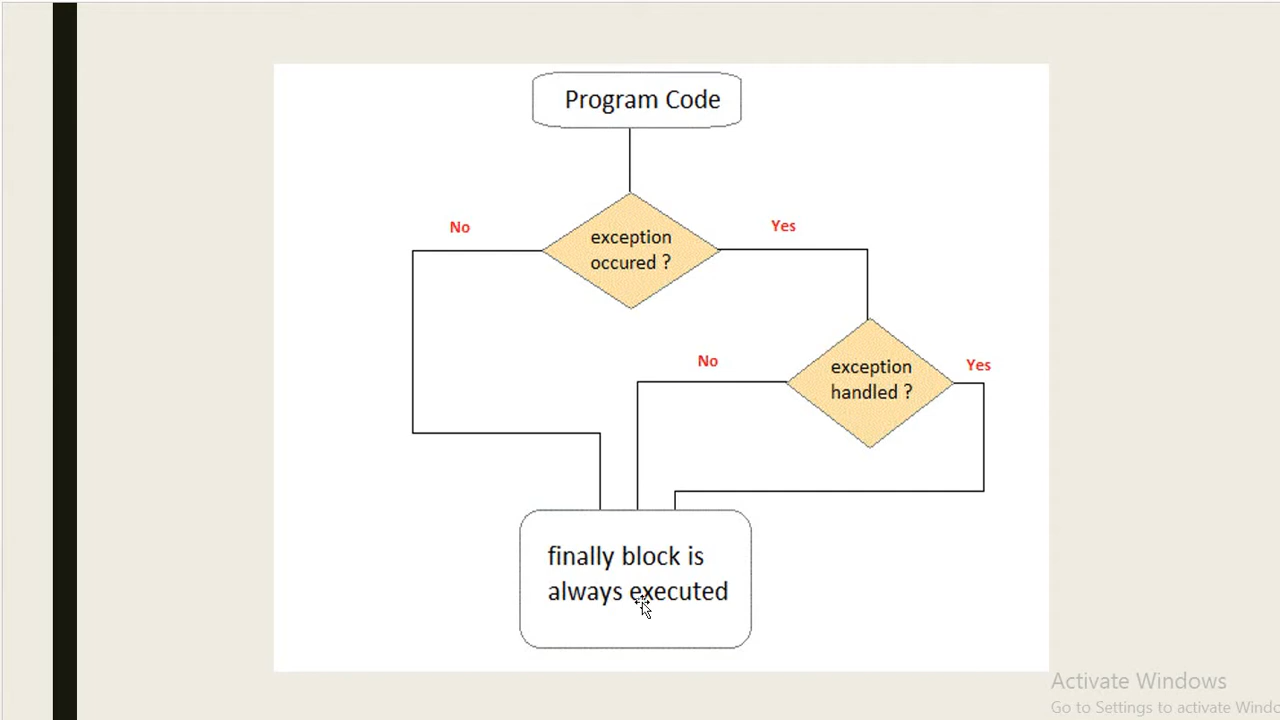 Program Code
No
Yes
exception
occured ?
No
Yes
exception
handled ?
finally block is
always executed
Activate Windows
Go to Settings to activate Windo